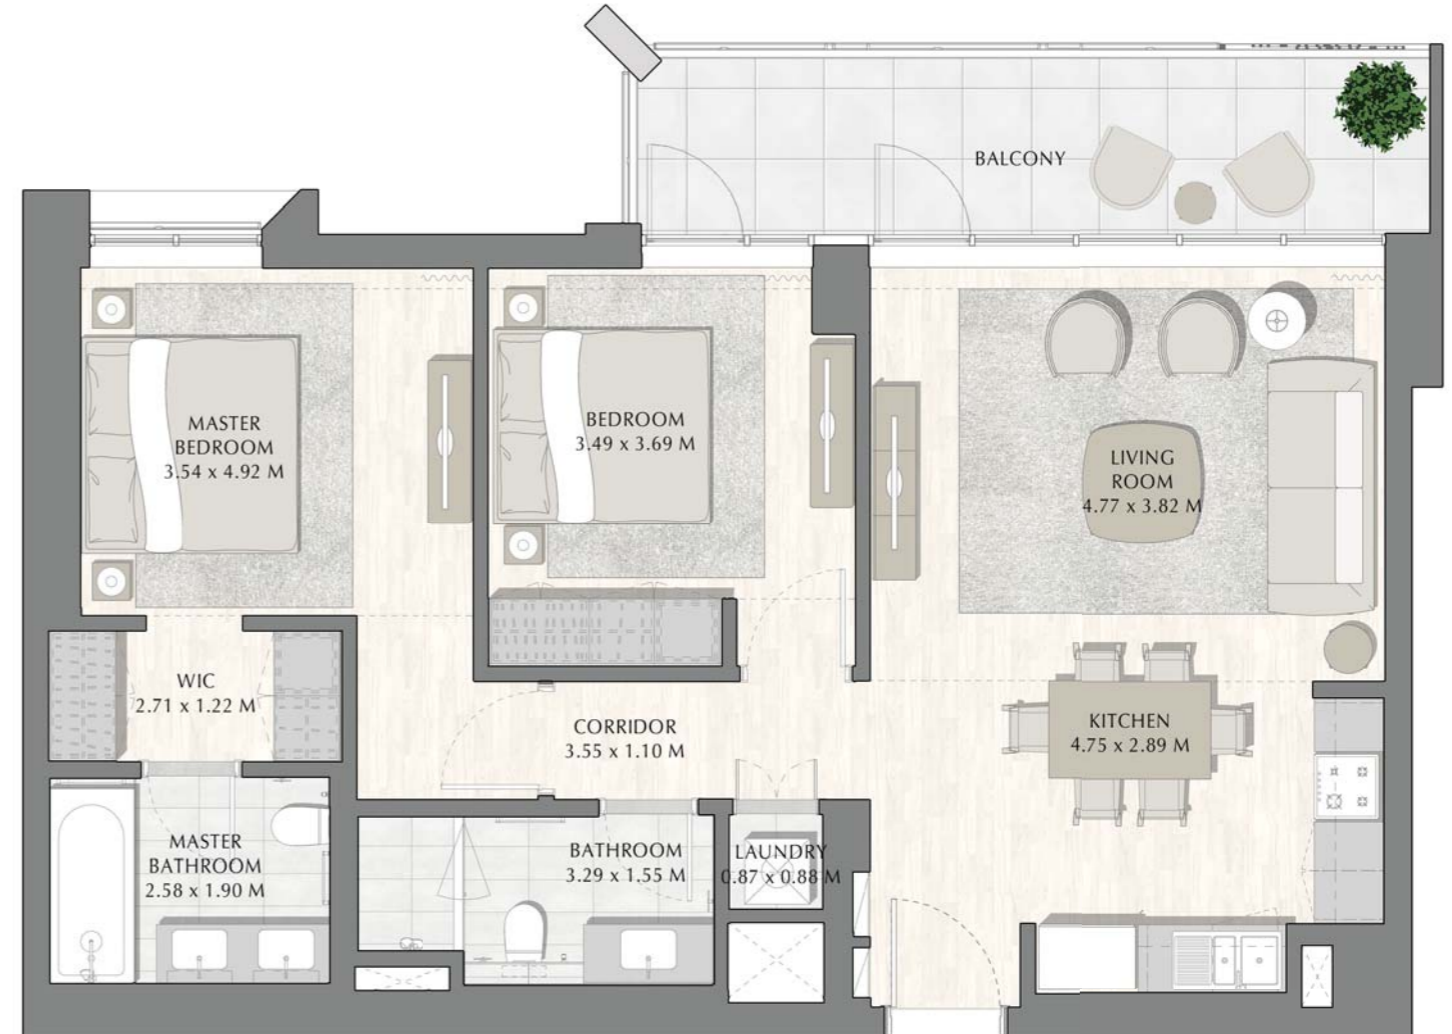 BALCONY
MASTER
BEDROOM
3.54 x 4.92 M
BEDROOM
3.49 x 3.69 M
LIVING
ROOM
4.77 x 3.82 M
WIC
2.71 x 1.22 M
CORRIDOR
3.55 x 1.10 M
KITCHEN
4.75 x 2.89 M
MASTER
BATHROOM
2.58 x 1.90 M
BATHROOM
3.29 x 1.55 M
LAUNDRY
0.87 x 0.88 M